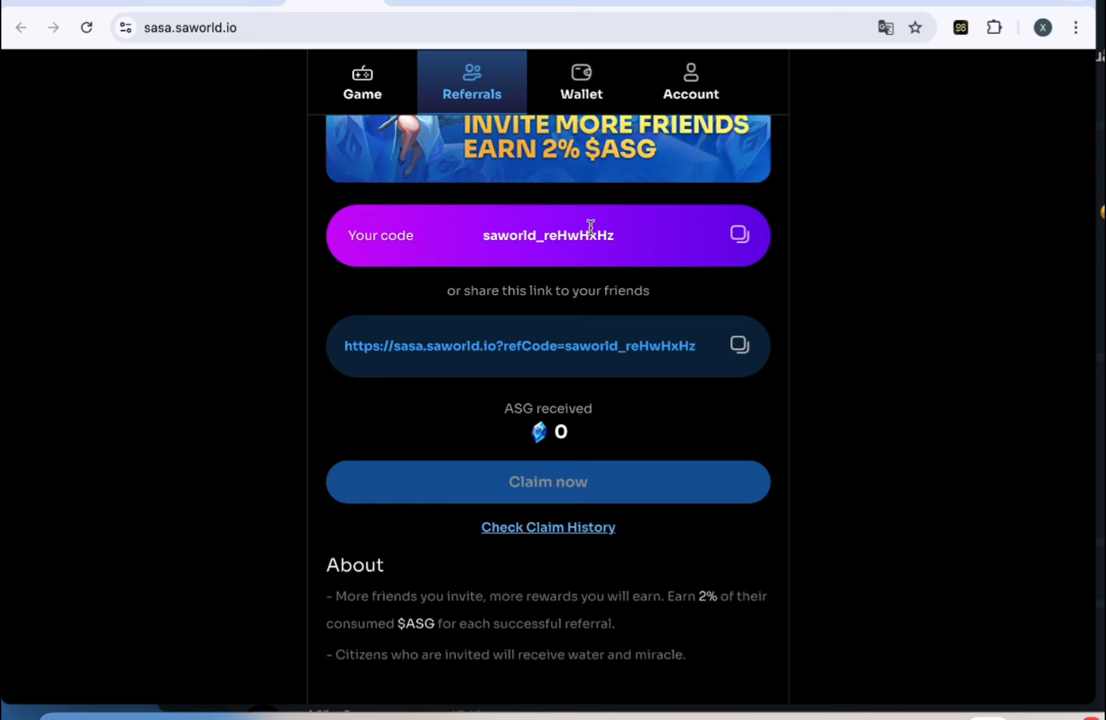 sasa.saworld.io
96
X
Game
Referrals
Wallet
Account
INVITE MORE FRIENDS
EARN 2% $ASG
Your code
saworld_reHwHxHz
or share this link to your friends
https://sasa.saworld.io?refCode=saworld_reHwHxHz
ASG received
0
Claim now
Check Claim History
About
- More friends you invite, more rewards you will earn. Earn 2% of their
consumed $ASG for each successful referral.
- Citizens who are invited will receive water and miracle.